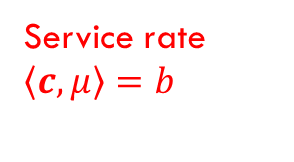 Service rate
⟨𝒄, 𝜇⟩ = 𝑏